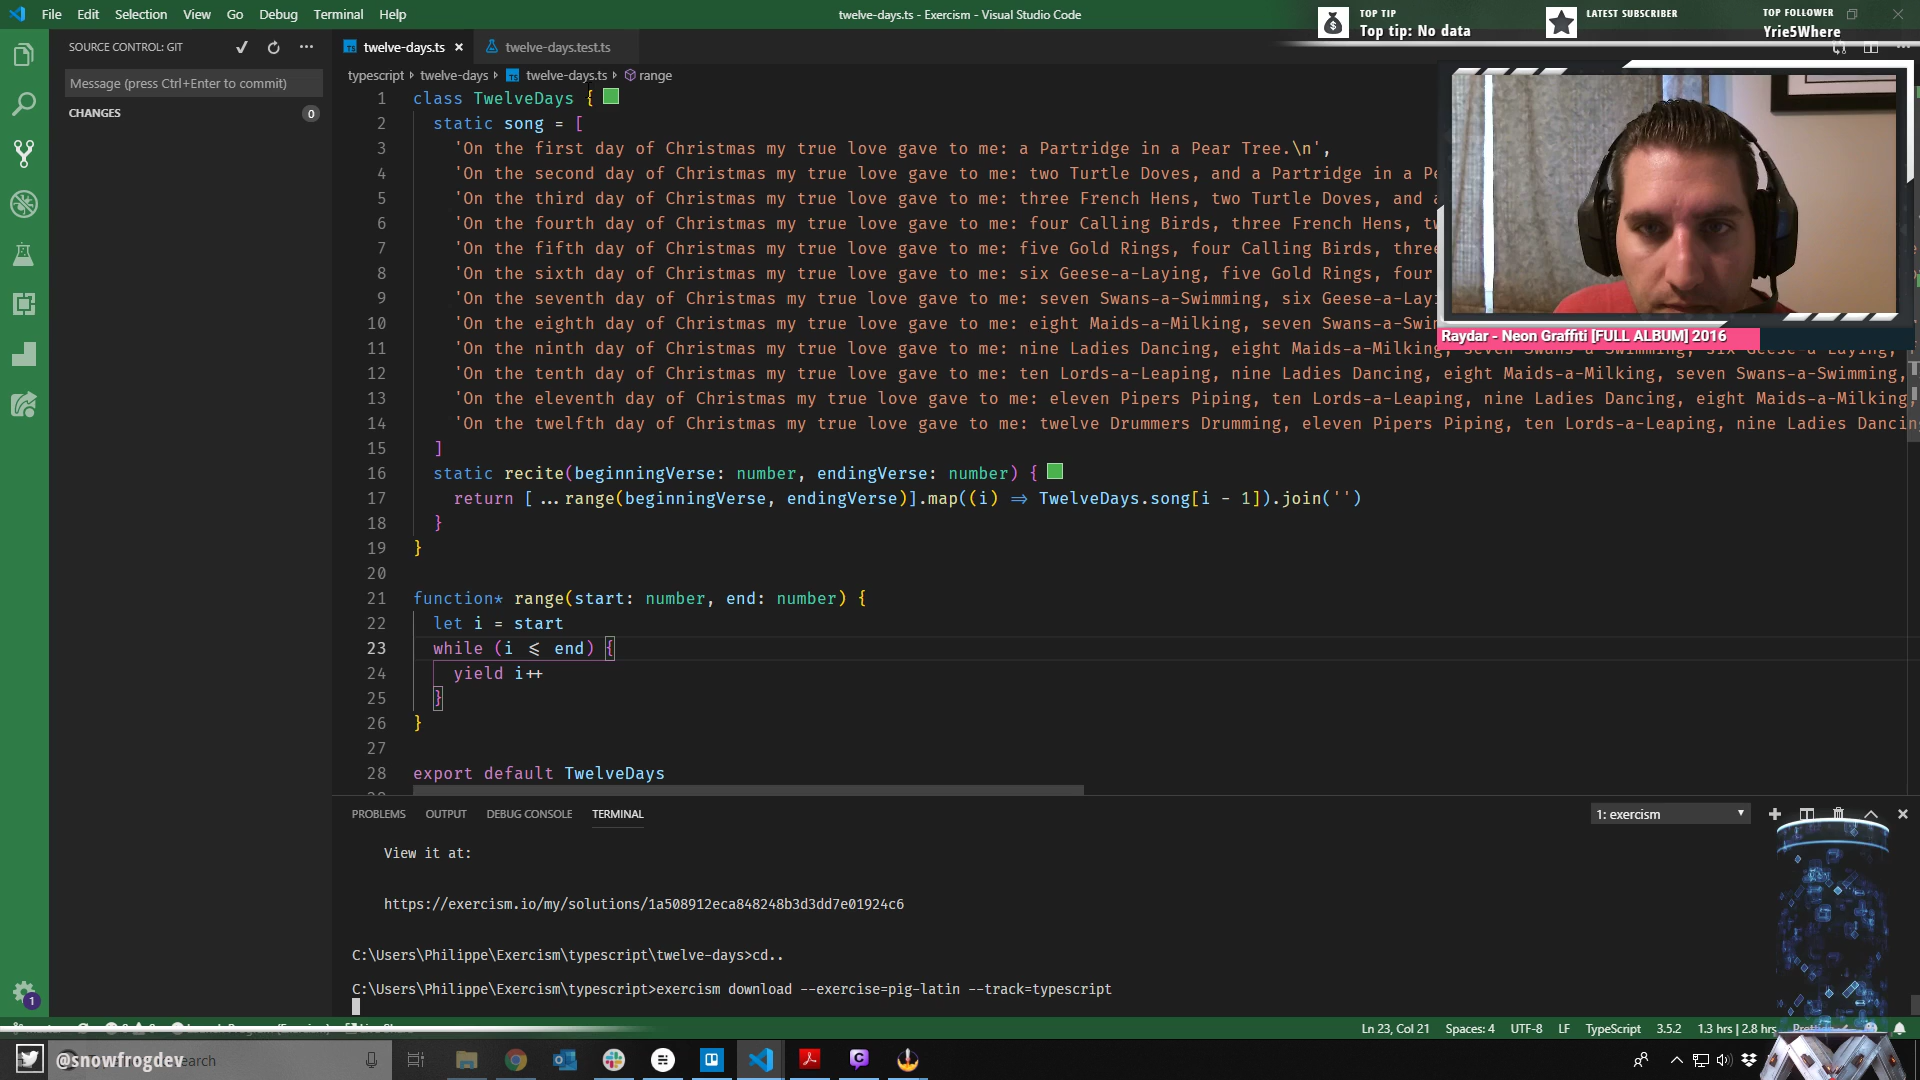 File Edit Selection View Go Debug Terminal Help
twelve-days.ts - Exercism - Visual Studio Code
TOP TIP
Top tip: No data
LATEST SUBSCRIBER
TOP FOLLOWER
Yrie5Where
SOURCE CONTROL: GIT
twelve-days.ts
twelve-days.test.ts
Message (press Ctrl+Enter to commit)
CHANGES
0
typescript twelve-days twelve-days.ts range
1 class TwelveDays {
2 static song = [
3 'On the first day of Christmas my true love gave to me: a Partridge in a Pear Tree.\n',
4 'On the second day of Christmas my true love gave to me: two Turtle Doves, and a Partridge in a Pe
5 'On the third day of Christmas my true love gave to me: three French Hens, two Turtle Doves, and a
6 'On the fourth day of Christmas my true love gave to me: four Calling Birds, three French Hens, tw
7 'On the fifth day of Christmas my true love gave to me: five Gold Rings, four Calling Birds, three
8 'On the sixth day of Christmas my true love gave to me: six Geese-a-Laying, five Gold Rings, four
9 'On the seventh day of Christmas my true love gave to me: seven Swans-a-Swimming, six Geese-a-Layi
10 'On the eighth day of Christmas my true love gave to me: eight Maids-a-Milking, seven Swans-a-Swim
Raydar - Neon Graffiti [FULL ALBUM] 2016
11 'On the ninth day of Christmas my true love gave to me: nine Ladies Dancing, eight Maids-a-Milking, seven Swans-a-Swimming, six Geese-a-Laying,
12 'On the tenth day of Christmas my true love gave to me: ten Lords-a-Leaping, nine Ladies Dancing, eight Maids-a-Milking, seven Swans-a-Swimming,
13 'On the eleventh day of Christmas my true love gave to me: eleven Pipers Piping, ten Lords-a-Leaping, nine Ladies Dancing, eight Maids-a-Milking,
14 'On the twelfth day of Christmas my true love gave to me: twelve Drummers Drumming, eleven Pipers Piping, ten Lords-a-Leaping, nine Ladies Dancin
15 ]
16 static recite(beginningVerse: number, endingVerse: number) {
17 return [...range(beginningVerse, endingVerse)].map((i) => TwelveDays.song[i - 1]).join('')
18 }
19 }
20
21 function* range(start: number, end: number) {
22 let i = start
23 while (i <= end) {
24 yield i++
25 }
26 }
27
28 export default TwelveDays
PROBLEMS OUTPUT DEBUG CONSOLE TERMINAL
1: exercism
View it at:
https://exercism.io/my/solutions/1a508912eca848248b3d3dd7e01924c6
C:\Users\Philippe\Exercism\typescript\twelve-days>cd..
C:\Users\Philippe\Exercism\typescript>exercism download --exercise=pig-latin --track=typescript
1
Ln 23, Col 21 Spaces: 4 UTF-8 LF TypeScript 3.5.2 1.3 hrs | 2.8 hrs
@snowfrogdev